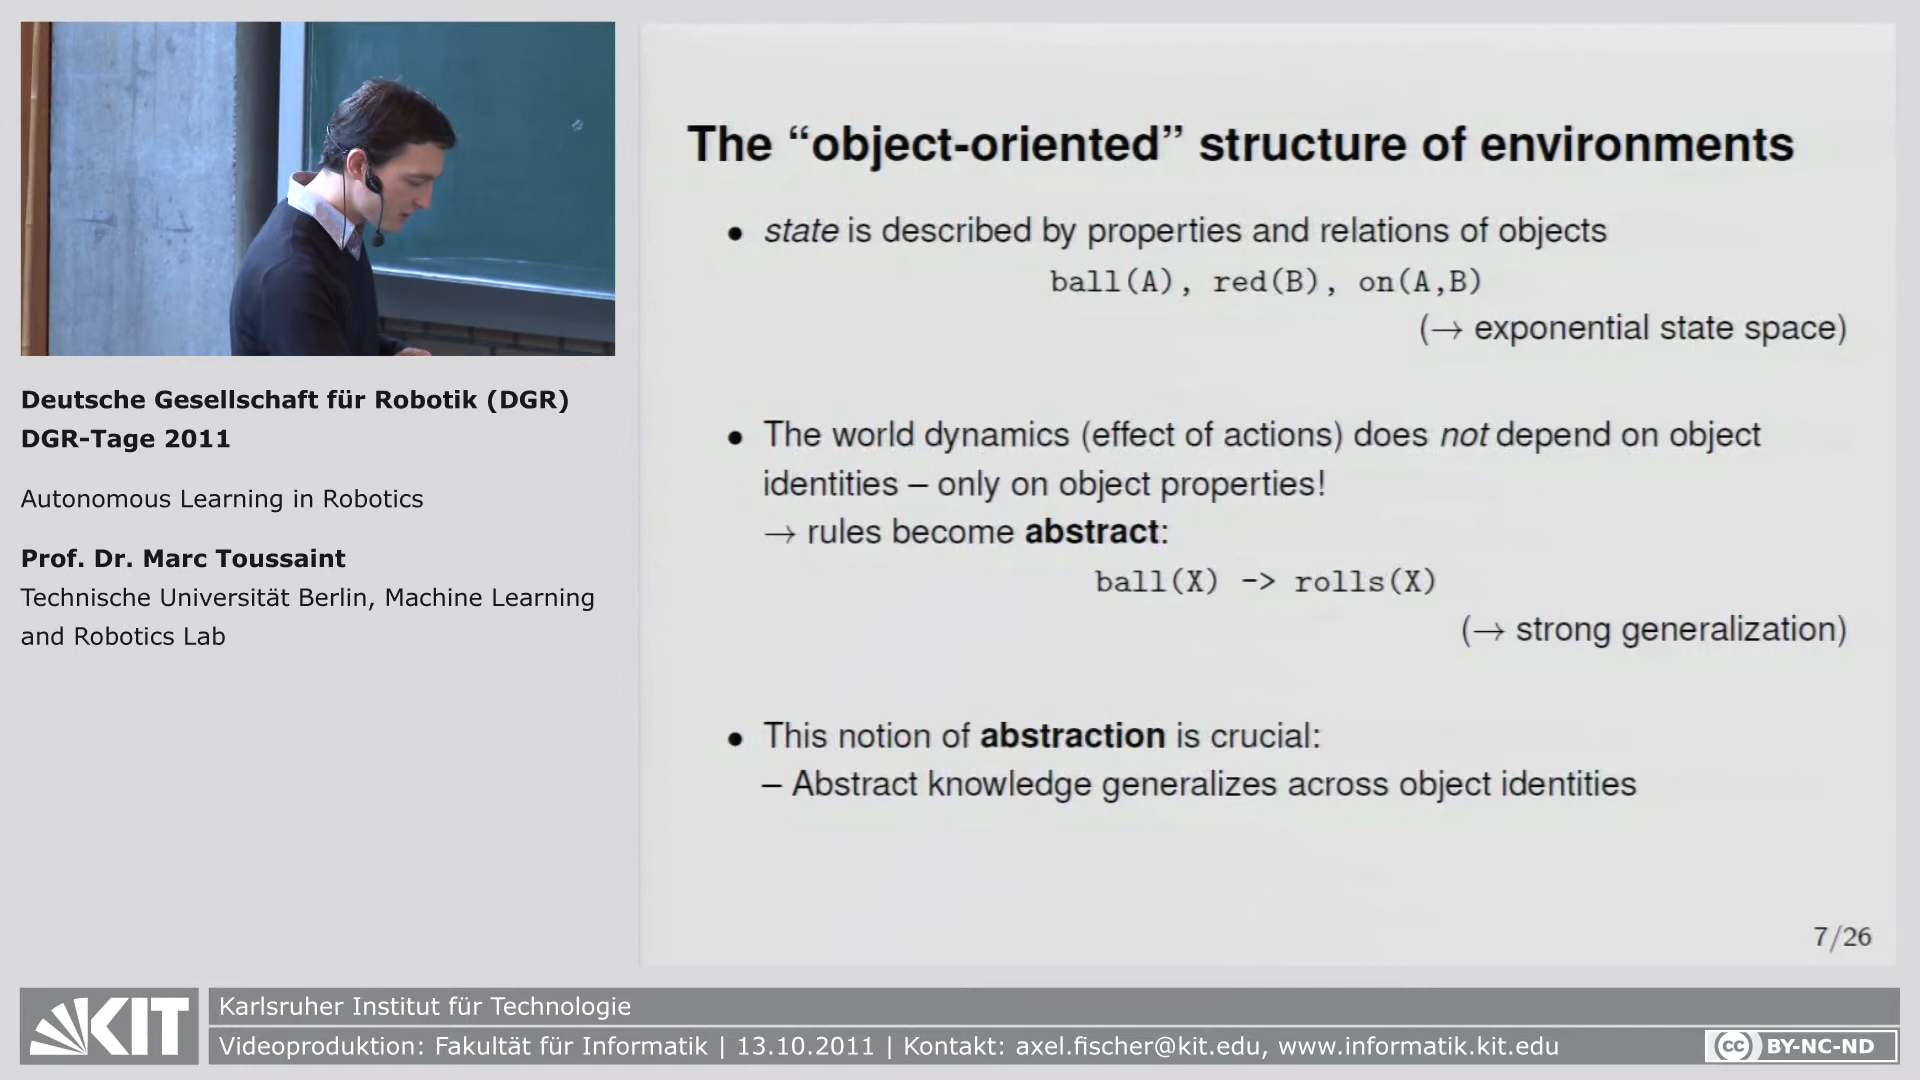 Deutsche Gesellschaft für Robotik (DGR)
DGR-Tage 2011
Autonomous Learning in Robotics
Prof. Dr. Marc Toussaint
Technische Universität Berlin, Machine Learning
and Robotics Lab
The “object-oriented” structure of environments
• state is described by properties and relations of objects
ball(A), red(B), on(A,B)
(→ exponential state space)
• The world dynamics (effect of actions) does not depend on object
identities – only on object properties!
→ rules become abstract:
ball(X) -> rolls(X)
(→ strong generalization)
• This notion of abstraction is crucial:
– Abstract knowledge generalizes across object identities
7/26
KIT
Karlsruher Institut für Technologie
Videoproduktion: Fakultät für Informatik | 13.10.2011 | Kontakt: axel.fischer@kit.edu, www.informatik.kit.edu
cc BY-NC-ND